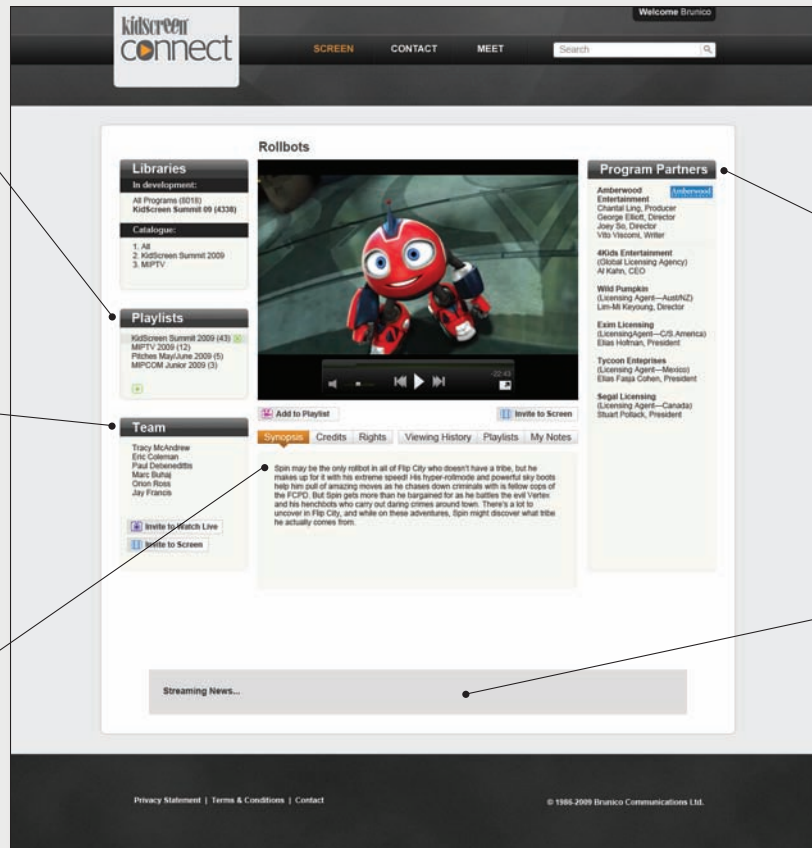 Welcome Brunico
kidscreen
connect
SCREEN CONTACT MEET Search
Rollbots
Libraries
In development:
All Programs (8018)
KidScreen Summit 09 (4338)
Catalogue:
1. All
2. KidScreen Summit 2009
3. MIPTV
Playlists
KidScreen Summit 2009 (43)
MIPTV 2009 (12)
Pitches May/June 2009 (5)
MIPCOM Junior 2009 (3)
Team
Tracy McAndrew
Eric Coleman
Paul Debenedittis
Marc Buhaj
Orion Ross
Jay Francis
Invite to Watch Live
Invite to Screen
-22:43
Add to Playlist
Invite to Screen
Synopsis Credits Rights Viewing History Playlists My Notes
Spin may be the only rollbot in all of Flip City who doesn't have a tribe, but he
makes up for it with his extreme speed! His hyper-rollmode and powerful sky boots
help him pull of amazing moves as he chases down criminals with is fellow cops of
the FCPD. But Spin gets more than he bargained for as he battles the evil Vertex
and his henchbots who carry out daring crimes around town. There's a lot to
uncover in Flip City, and while on these adventures, Spin might discover what tribe
he actually comes from.
Program Partners
Amberwood
Entertainment
Amberwood
Chantal Ling, Producer
George Elliott, Director
Joey So, Director
Vito Viscomi, Writer
4Kids Entertainment
(Global Licensing Agency)
Al Kahn, CEO
Wild Pumpkin
(Licensing Agent—Aust/NZ)
Lim-Mi Keyoung, Director
Exim Licensing
(LicensingAgent—C/S.America)
Elias Hofman, President
Tycoon Enteprises
(Licensing Agent—Mexico)
Elias Fasja Cohen, President
Segal Licensing
(Licensing Agent—Canada)
Stuart Pollack, President
Streaming News...
Privacy Statement | Terms & Conditions | Contact
© 1986-2009 Brunico Communications Ltd.